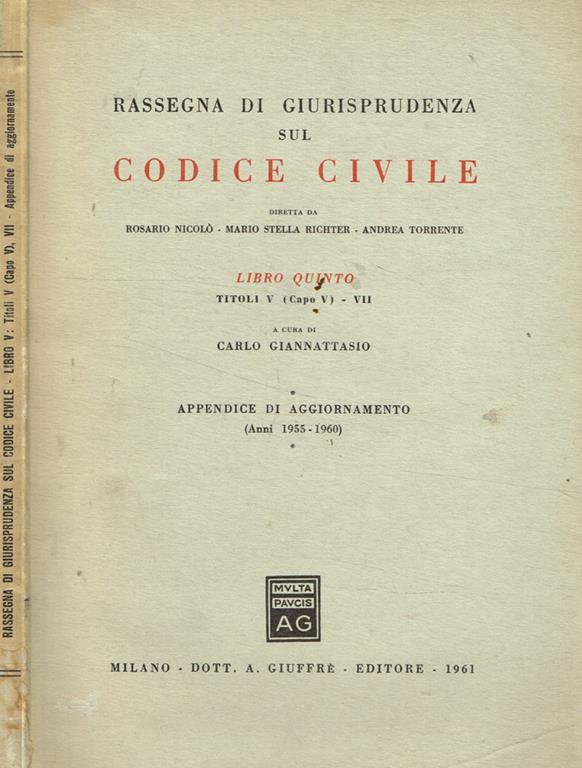 RASSEGNA DI GIURISPRUDENZA SUL CODICE CIVILE - LIBRO V: Titoli V (Capo V), VII - Appendice di aggiornamento
RASSEGNA DI GIURISPRUDENZA
SUL
CODICE CIVILE
DIRETTA DA
ROSARIO NICOLÒ - MARIO STELLA RICHTER - ANDREA TORRENTE
LIBRO QUINTO
TITOLI V (Capo V) - VII
A CURA DI
CARLO GIANNATTASIO
APPENDICE DI AGGIORNAMENTO
(Anni 1955-1960)
MVLTA
PAVCIS
AG
MILANO - DOTT. A. GIUFFRÈ - EDITORE - 1961